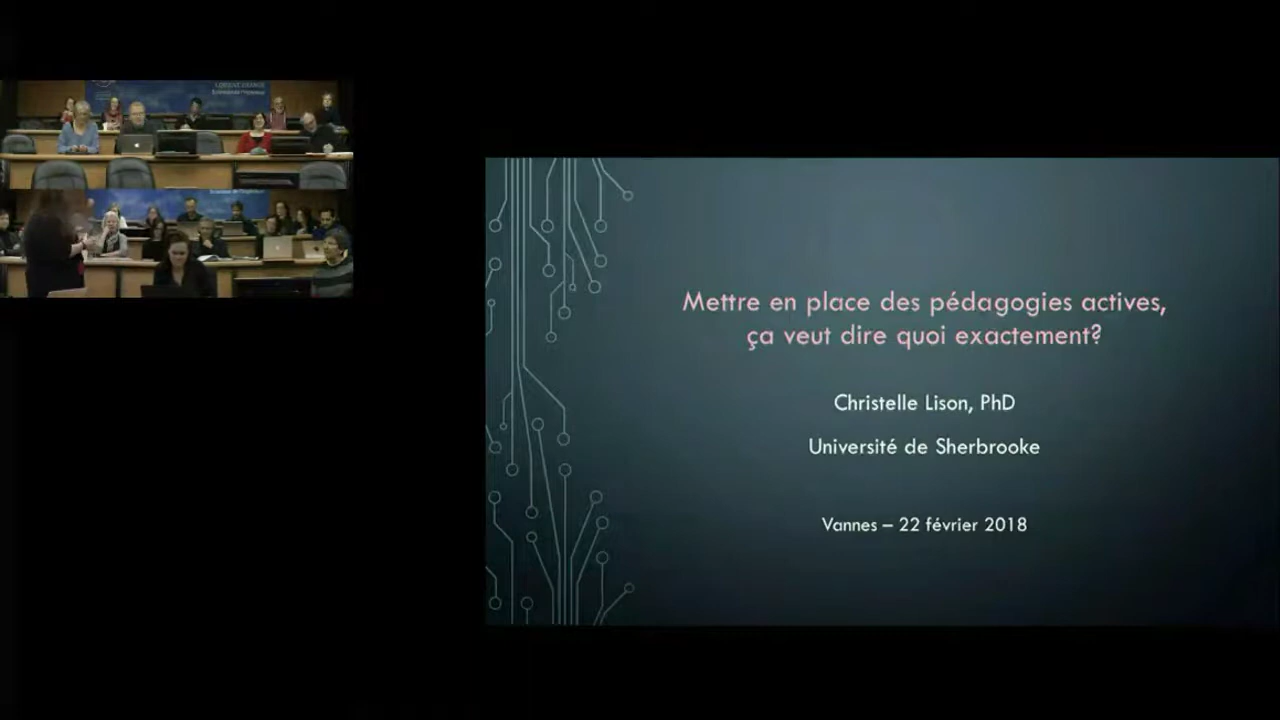 Mettre en place des pédagogies actives,
ça veut dire quoi exactement?
Christelle Lison, PhD
Université de Sherbrooke
Vannes – 22 février 2018